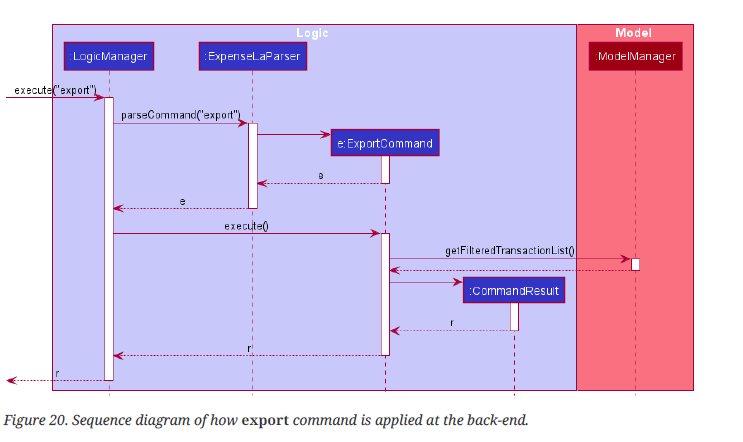 Logic
Model
:LogicManager
:ExpenseLaParser
:ModelManager
execute("export")
parseCommand("export")
e:ExportCommand
e
e
execute()
getFilteredTransactionList()
:CommandResult
r
r
r
Figure 20. Sequence diagram of how export command is applied at the back-end.